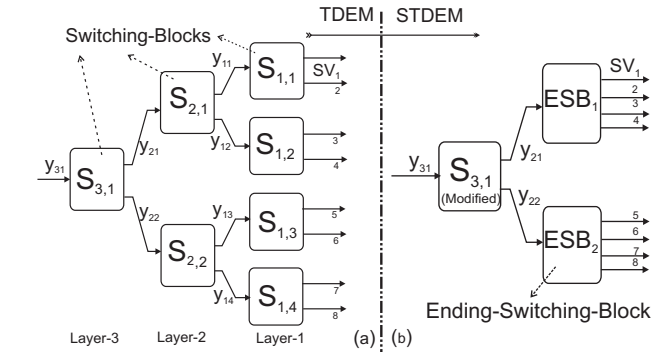 TDEM STDEM
Switching-Blocks
y31
S3,1
y21
y22
S2,1
S2,2
y11
y12
y13
y14
S1,1
S1,2
S1,3
S1,4
SV1
2
3
4
5
6
7
8
Layer-3 Layer-2 Layer-1 (a)
y31
S3,1
(Modified)
y21
y22
ESB1
ESB2
SV1
2
3
4
5
6
7
8
Ending-Switching-Block
(b)